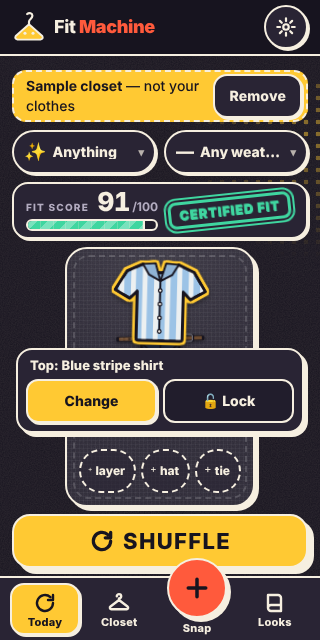 Fit Machine
Sample closet — not your
clothes
Remove
Anything
— Any weat...
FIT SCORE 91 /100
CERTIFIED FIT
Top: Blue stripe shirt
Change
Lock
+ layer
+ hat
+ tie
SHUFFLE
Today
Closet
Snap
Looks